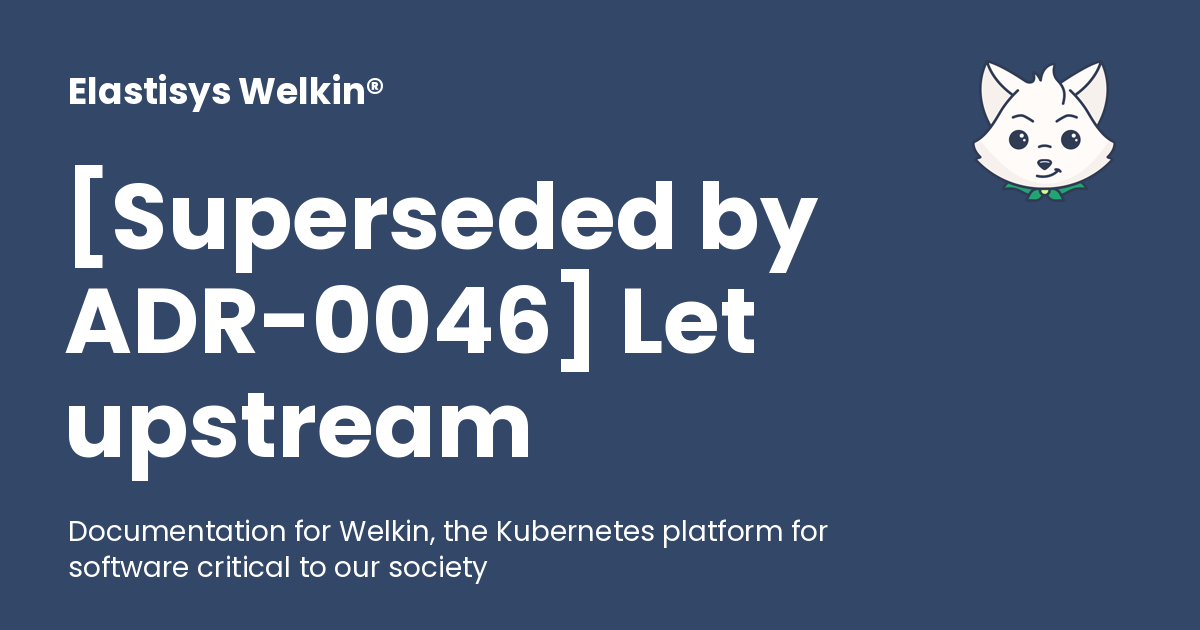 Elastisys Welkin®
[Superseded by
ADR-0046] Let
upstream
Documentation for Welkin, the Kubernetes platform for
software critical to our society